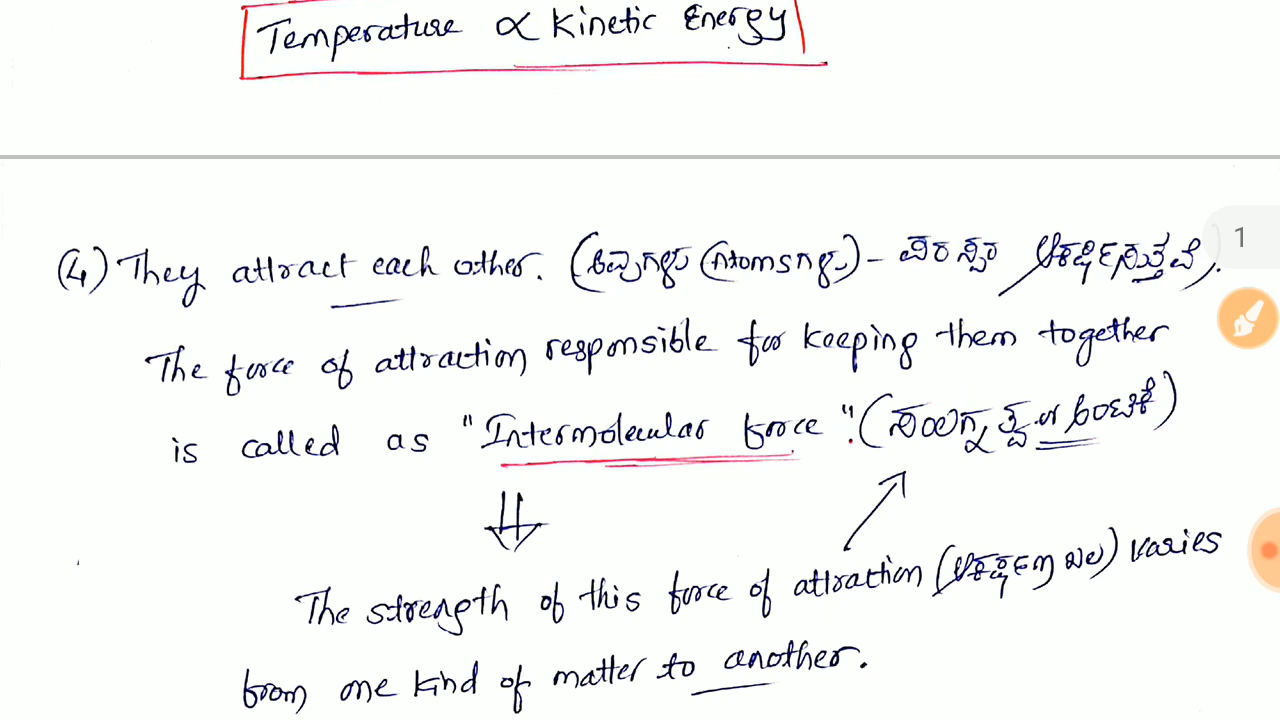 Temperature ∝ Kinetic Energy
1
(4) They attract each other. ( - ಪರಸ್ಪರ ಆಕರ್ಷಿಸುತ್ತವೆ).
The force of attraction responsible for keeping them together
is called as "Intermolecular force".(
The strength of this force of attraction (ಆಕರ್ಷಣ ಬಲ) varies
from one kind of matter to another.